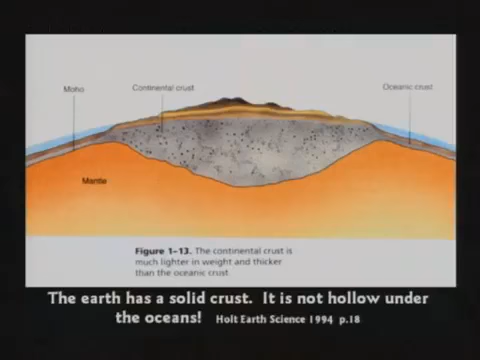 Moho
Continental crust
Oceanic crust
Mantle
Figure 1–13. The continental crust is
much lighter in weight and thicker
than the oceanic crust.
The earth has a solid crust. It is not hollow under
the oceans! Holt Earth Science 1994 p.18